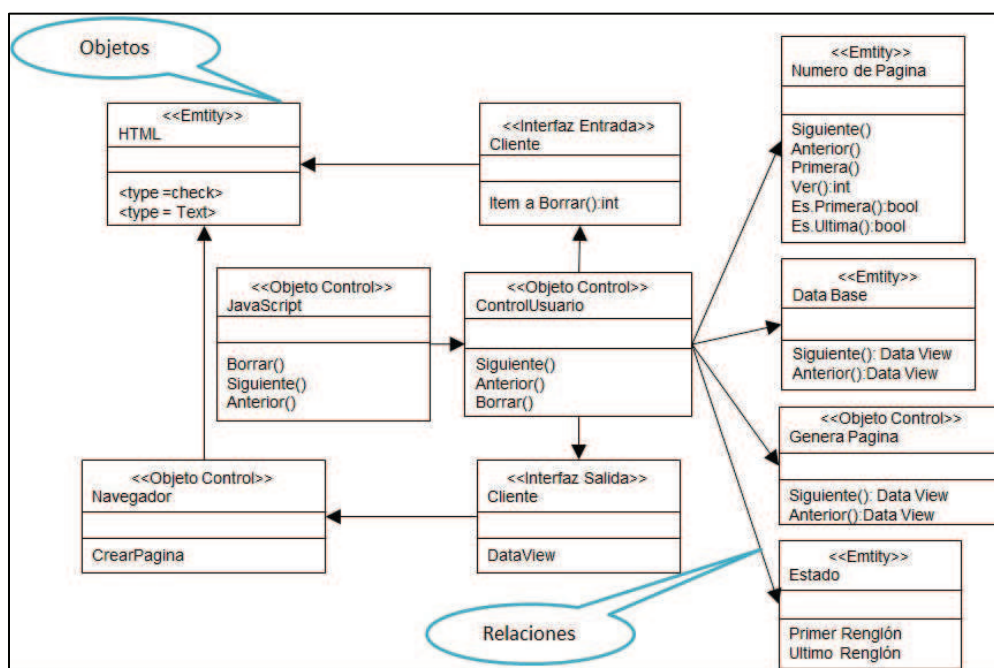 Objetos
<<Emtity>>
HTML
<type =check>
<type = Text>
<<Interfaz Entrada>>
Cliente
Item a Borrar():int
<<Emtity>>
Numero de Pagina
Siguiente()
Anterior()
Primera()
Ver():int
Es.Primera():bool
Es.Ultima():bool
<<Objeto Control>>
JavaScript
Borrar()
Siguiente()
Anterior()
<<Objeto Control>>
ControlUsuario
Siguiente()
Anterior()
Borrar()
<<Emtity>>
Data Base
Siguiente(): Data View
Anterior():Data View
<<Objeto Control>>
Genera Pagina
Siguiente(): Data View
Anterior():Data View
<<Objeto Control>>
Navegador
CrearPagina
<<Interfaz Salida>>
Cliente
DataView
<<Emtity>>
Estado
Primer Renglón
Ultimo Renglón
Relaciones